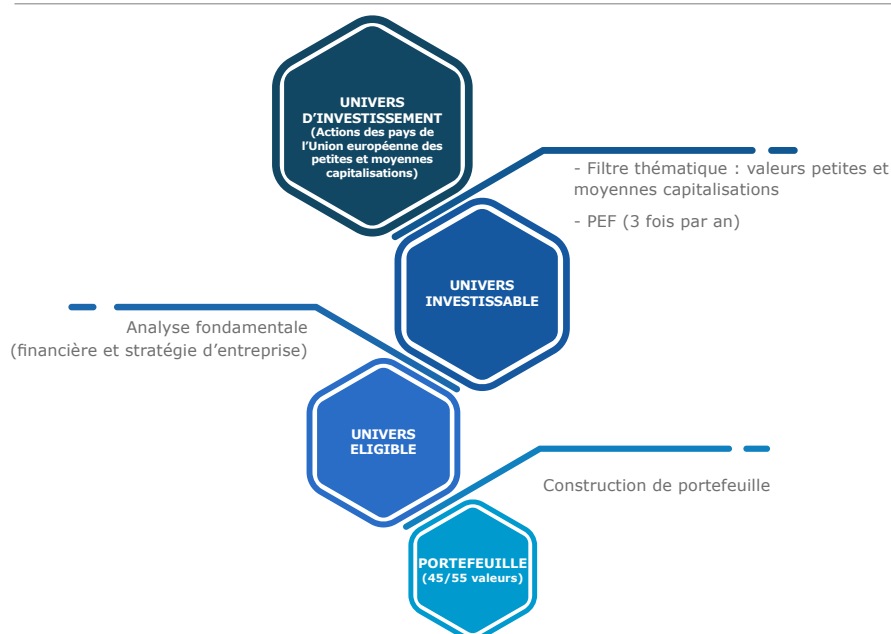 UNIVERS
D’INVESTISSEMENT
(Actions des pays de
l’Union européenne des
petites et moyennes
capitalisations)
- Filtre thématique : valeurs petites et
moyennes capitalisations
- PEF (3 fois par an)
UNIVERS
INVESTISSABLE
Analyse fondamentale
(financière et stratégie d’entreprise)
UNIVERS
ELIGIBLE
Construction de portefeuille
PORTEFEUILLE
(45/55 valeurs)